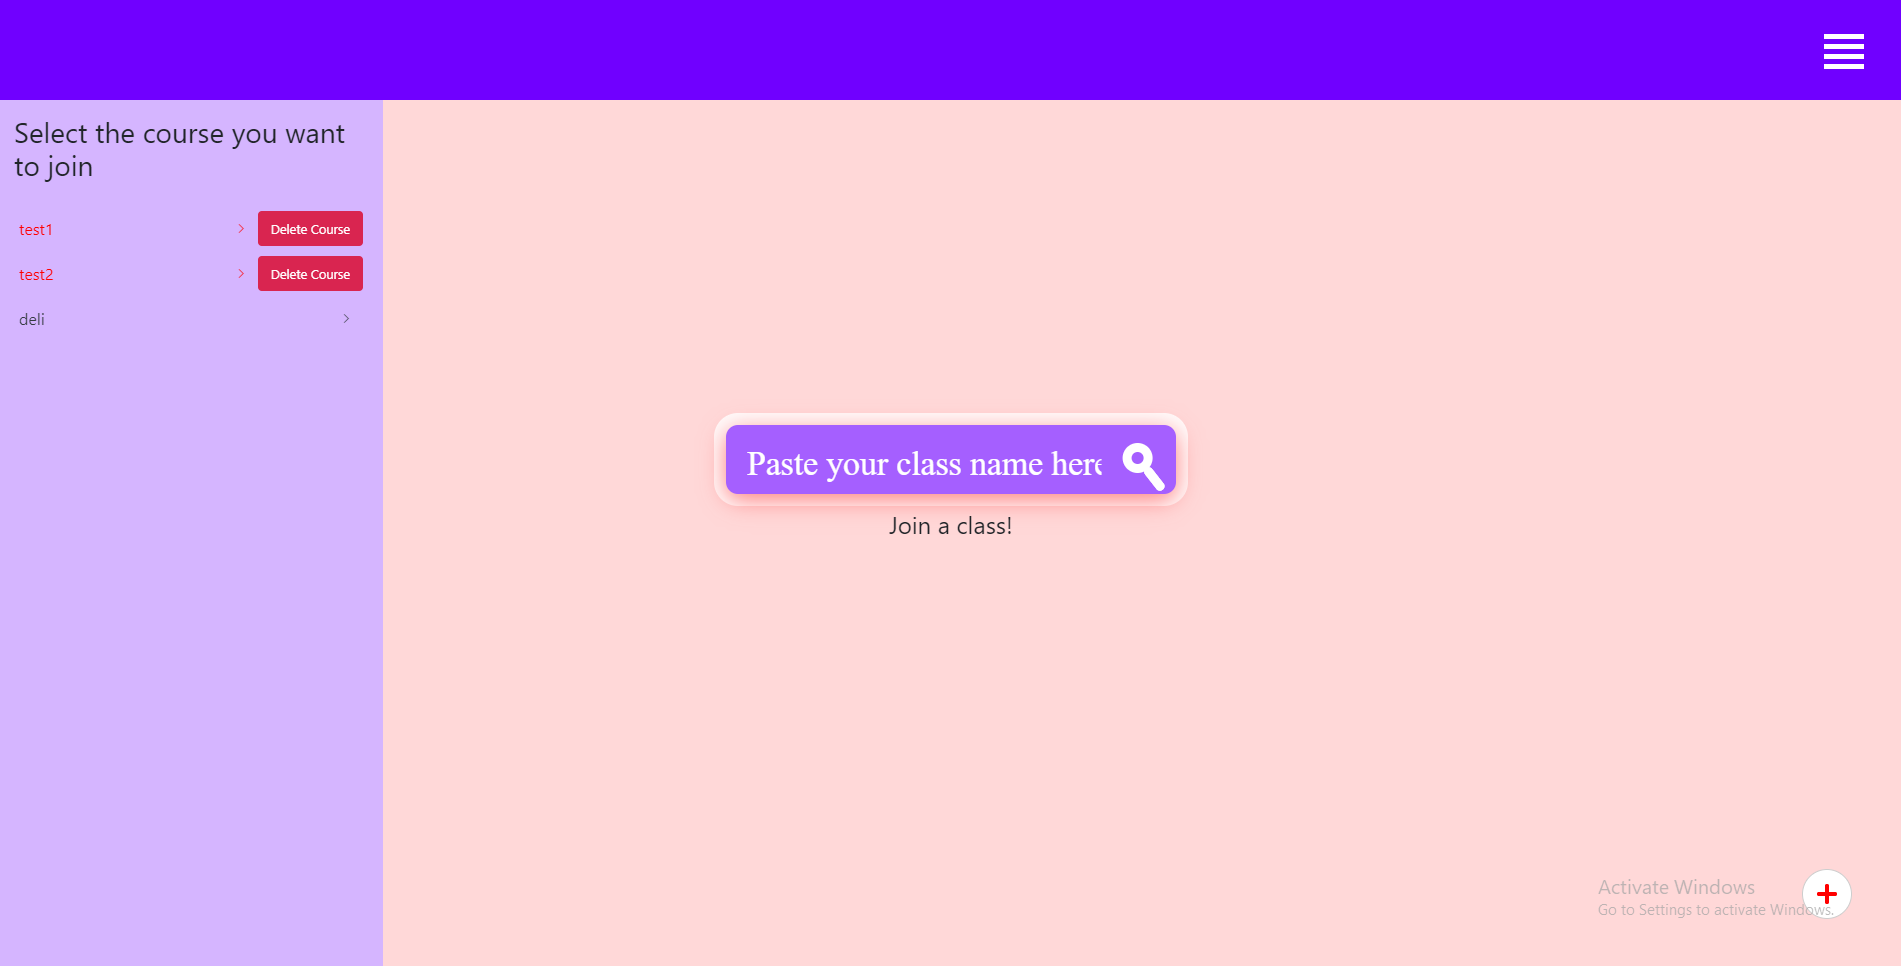 Select the course you want
to join
test1
Delete Course
test2
Delete Course
deli
Paste your class name here
Join a class!
Activate Windows
Go to Settings to activate Windows.